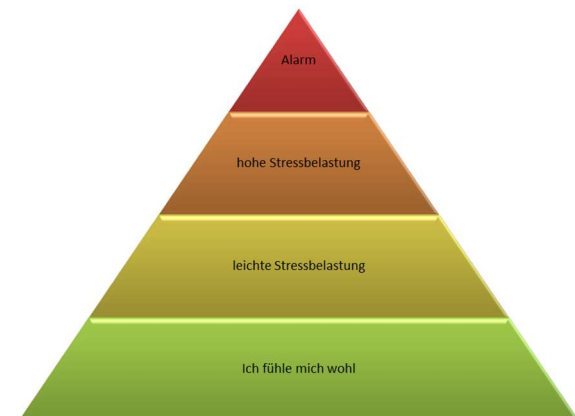 Alarm
hohe Stressbelastung
leichte Stressbelastung
Ich fühle mich wohl